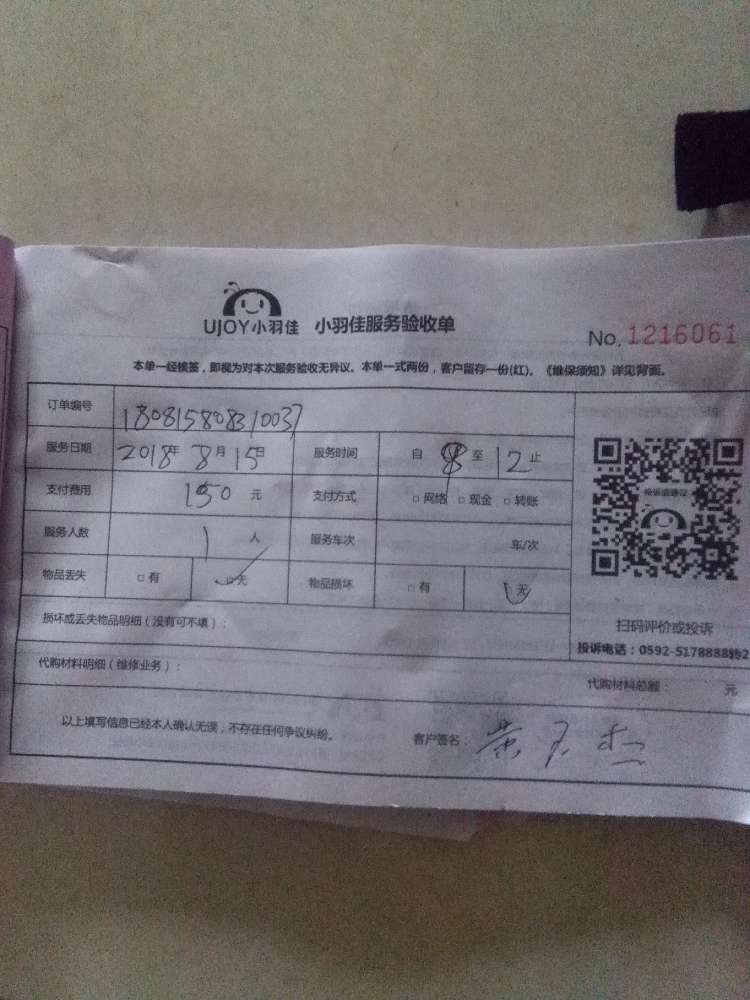 UJOY小羽佳 小羽佳服务验收单
No. 1216061
本单一经接签，即视为对本次服务验收无异议。本单一式两份，客户留存一份(红)。《维保须知》详见背面。
订单编号 180815808310037
服务日期 2018年 8月 15日 服务时间 自 8 至 12 止
支付费用 150 元 支付方式 □网络 □现金 □转账
服务人数 1 人 服务车次 车/次
物品丢失 □有 □无 物品损坏 □有 □无
投诉或建议
扫码评价或投诉
损坏或丢失物品明细（没有可不填）：
投诉电话：0592-5178888
代购材料明细（维修业务）： 代购材料总额： 元
以上填写信息已经本人确认无误，不存在任何争议纠纷。 客户签名： 黄